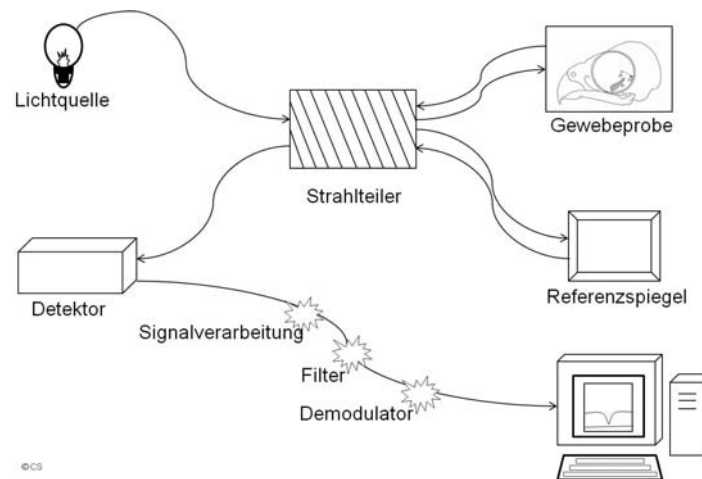 Lichtquelle
Gewebeprobe
Strahlteiler
Referenzspiegel
Detektor
Signalverarbeitung
Filter
Demodulator
©CS